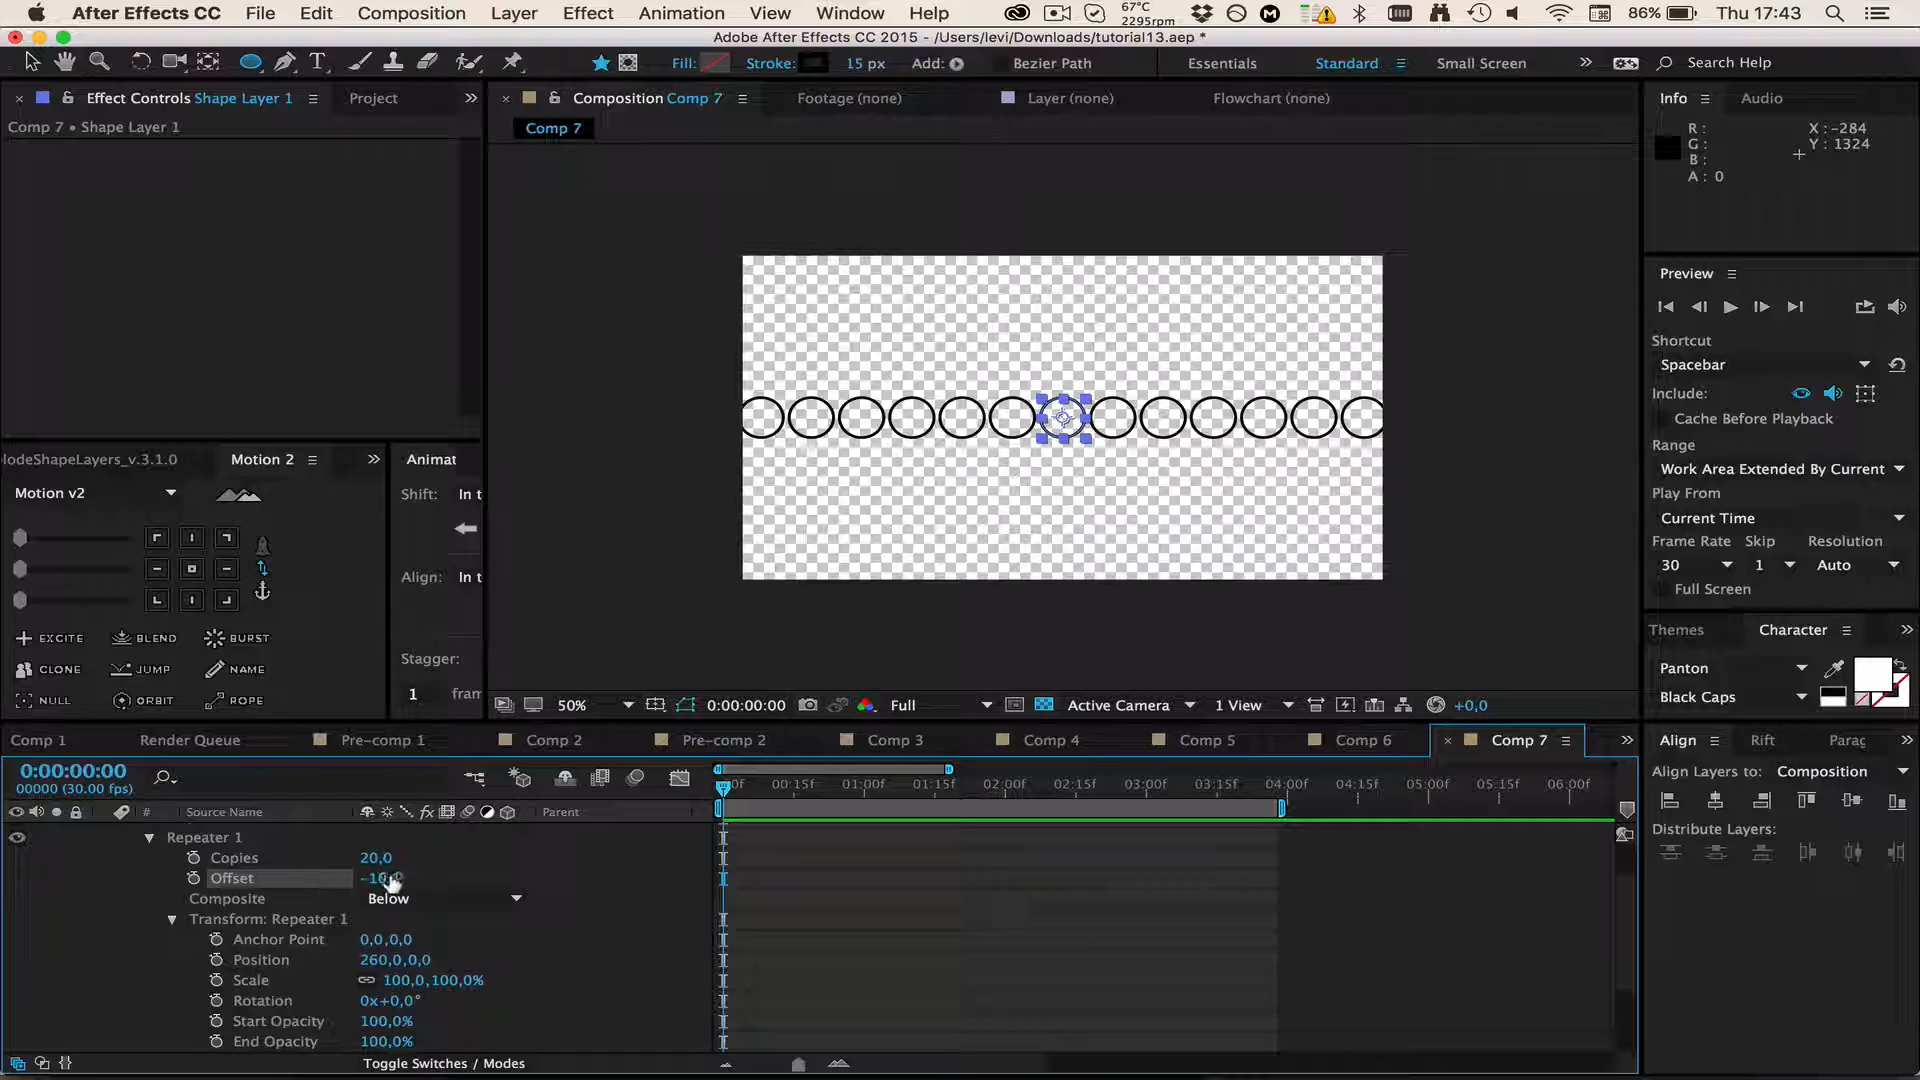 After Effects CC File Edit Composition Layer Effect Animation View Window Help 67°C 2295rpm 86% Thu 17:43
Adobe After Effects CC 2015 - /Users/levi/Downloads/tutorial13.aep *
Fill: Stroke: 15 px Add: Bezier Path Essentials Standard Small Screen Search Help
Effect Controls Shape Layer 1 Project
Comp 7 • Shape Layer 1
Composition Comp 7 Footage (none) Layer (none) Flowchart (none)
Comp 7
Info Audio
R : X : -284
G : Y : 1324
B :
A : 0
Preview
Shortcut
Spacebar
Include:
Cache Before Playback
Range
Work Area Extended By Current
Play From
Current Time
Frame Rate Skip Resolution
30 1 Auto
Full Screen
lodeShapeLayers_v.3.1.0 Motion 2 Animat
Motion v2
Shift: In t
Align: In t
Stagger:
1 fram
EXCITE BLEND BURST
CLONE JUMP NAME
NULL ORBIT ROPE
50% 0:00:00:00 Full Active Camera 1 View +0,0
Themes Character
Panton
Black Caps
Comp 1 Render Queue Pre-comp 1 Comp 2 Pre-comp 2 Comp 3 Comp 4 Comp 5 Comp 6 Comp 7
Align Rift Parag
Align Layers to: Composition
Distribute Layers:
0:00:00:00
00000 (30.00 fps)
00f 00:15f 01:00f 01:15f 02:00f 02:15f 03:00f 03:15f 04:00f 04:15f 05:00f 05:15f 06:00f
# Source Name Parent
Repeater 1
Copies 20,0
Offset
Composite Below
Transform: Repeater 1
Anchor Point 0,0,0,0
Position 260,0,0,0
Scale 100,0,100,0%
Rotation 0x+0,0°
Start Opacity 100,0%
End Opacity 100,0%
Toggle Switches / Modes